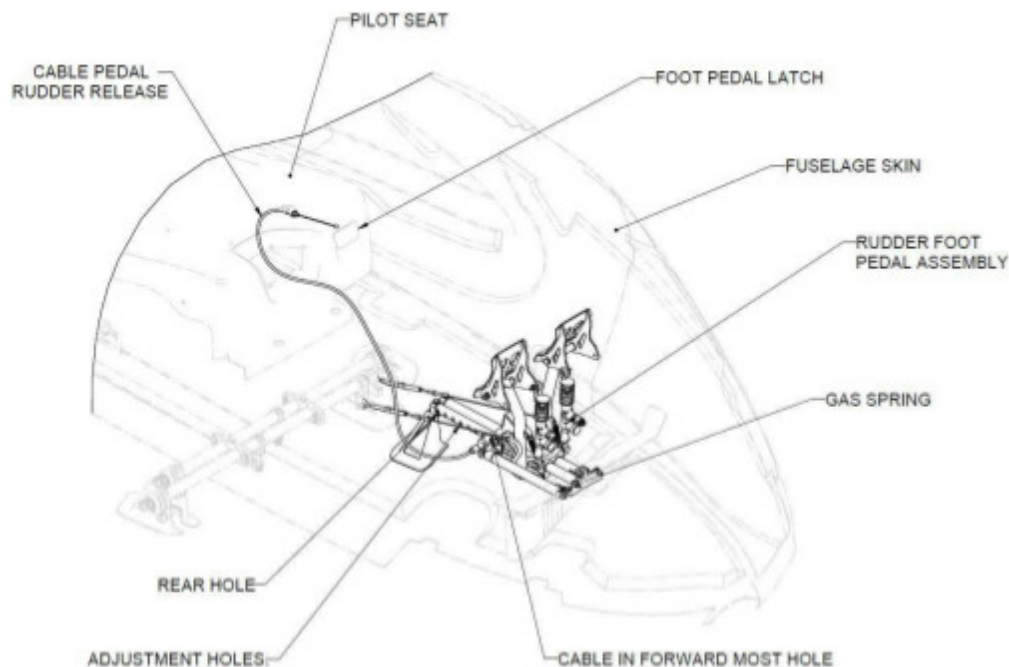 PILOT SEAT
CABLE PEDAL
RUDDER RELEASE
FOOT PEDAL LATCH
FUSELAGE SKIN
RUDDER FOOT
PEDAL ASSEMBLY
GAS SPRING
REAR HOLE
ADJUSTMENT HOLES
CABLE IN FORWARD MOST HOLE